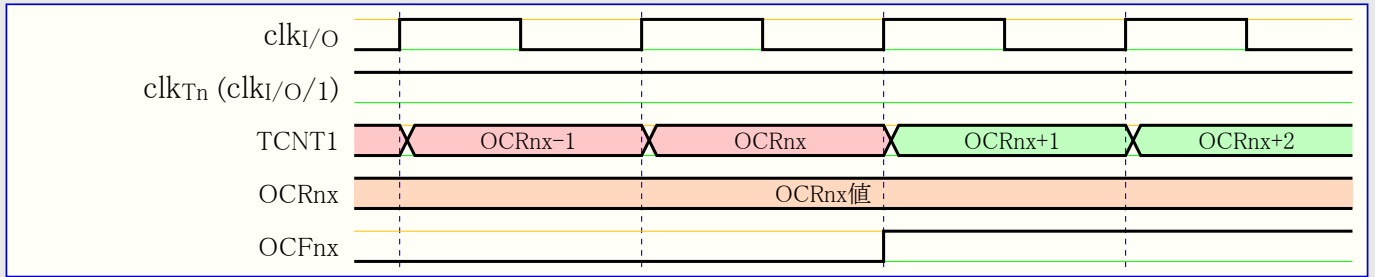 clkI/O
clkTn (clkI/O/1)
TCNT1 OCRnx-1 OCRnx OCRnx+1 OCRnx+2
OCRnx OCRnx値
OCFnx